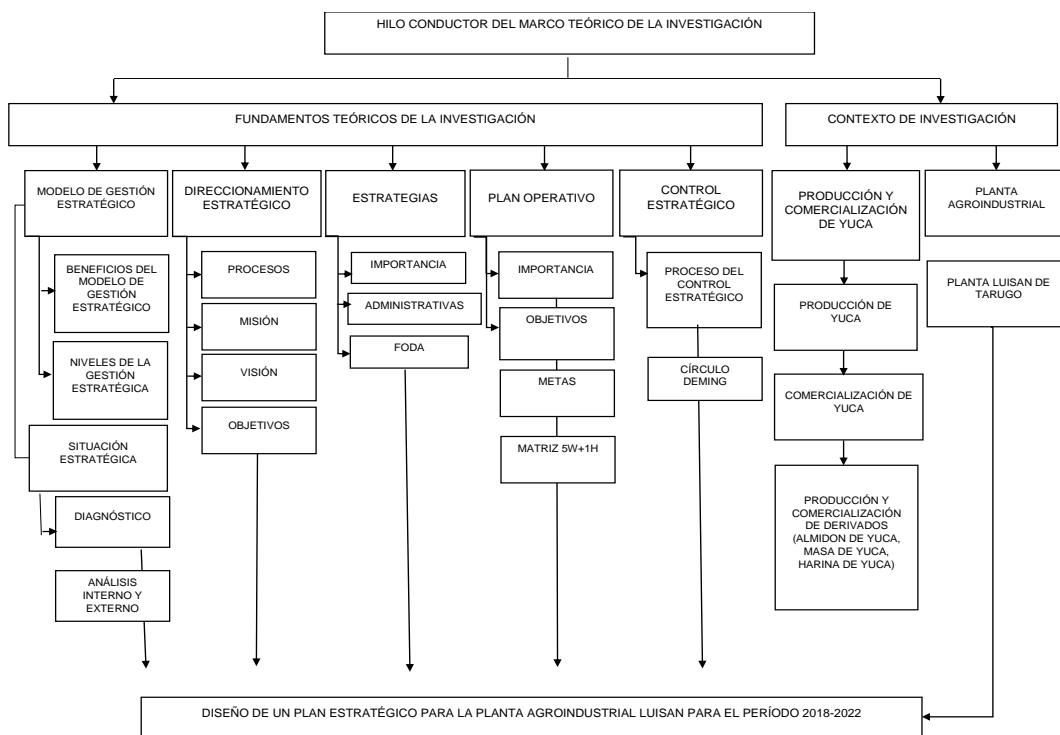 HILO CONDUCTOR DEL MARCO TEÓRICO DE LA INVESTIGACIÓN
FUNDAMENTOS TEÓRICOS DE LA INVESTIGACIÓN
CONTEXTO DE INVESTIGACIÓN
MODELO DE GESTIÓN
ESTRATÉGICO
DIRECCIONAMIENTO
ESTRATÉGICO
ESTRATEGIAS
PLAN OPERATIVO
CONTROL
ESTRATÉGICO
PRODUCCIÓN Y
COMERCIALIZACIÓN
DE YUCA
PLANTA
AGROINDUSTRIAL
BENEFICIOS DEL
MODELO DE
GESTIÓN
ESTRATÉGICO
NIVELES DE LA
GESTIÓN
ESTRATÉGICA
SITUACIÓN
ESTRATÉGICA
DIAGNÓSTICO
ANÁLISIS
INTERNO Y
EXTERNO
PROCESOS
MISIÓN
VISIÓN
OBJETIVOS
IMPORTANCIA
ADMINISTRATIVAS
FODA
IMPORTANCIA
OBJETIVOS
METAS
MATRIZ 5W+1H
PROCESO DEL
CONTROL
ESTRATÉGICO
CÍRCULO
DEMING
PRODUCCIÓN DE
YUCA
COMERCIALIZACIÓN DE
YUCA
PRODUCCIÓN Y
COMERCIALIZACIÓN
DE DERIVADOS
(ALMIDON DE YUCA,
MASA DE YUCA,
HARINA DE YUCA)
PLANTA LUISAN DE
TARUGO
DISEÑO DE UN PLAN ESTRATÉGICO PARA LA PLANTA AGROINDUSTRIAL LUISAN PARA EL PERÍODO 2018-2022